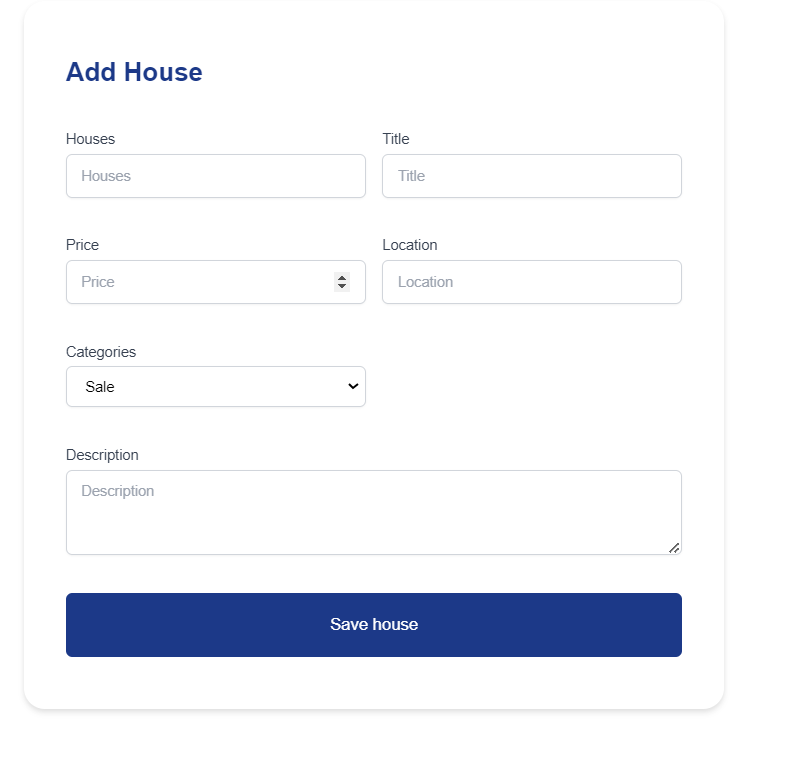 Add House
Houses Title
Houses Title
Price Location
Price Location
Categories
Sale
Description
Description
Save house